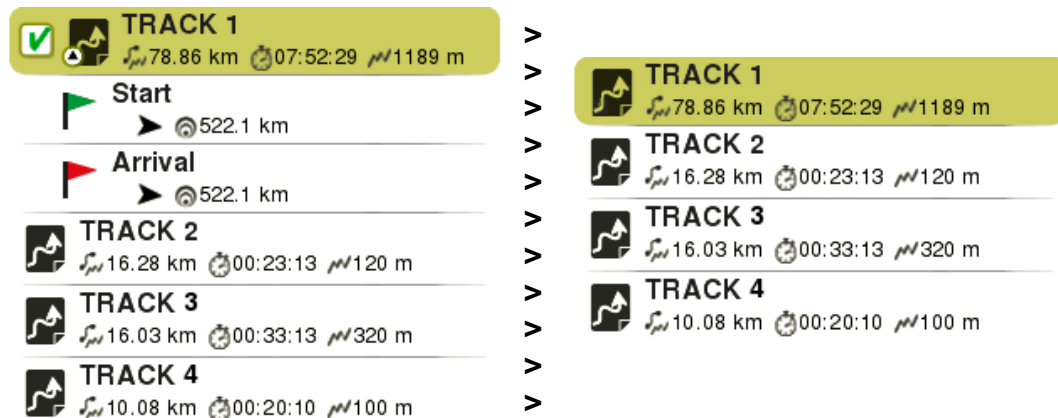 TRACK 1
78.86 km 07:52:29 1189 m
Start
522.1 km
Arrival
522.1 km
TRACK 2
16.28 km 00:23:13 120 m
TRACK 3
16.03 km 00:33:13 320 m
TRACK 4
10.08 km 00:20:10 100 m
>
>
>
>
>
>
>
>
>
>
>
TRACK 1
78.86 km 07:52:29 1189 m
TRACK 2
16.28 km 00:23:13 120 m
TRACK 3
16.03 km 00:33:13 320 m
TRACK 4
10.08 km 00:20:10 100 m